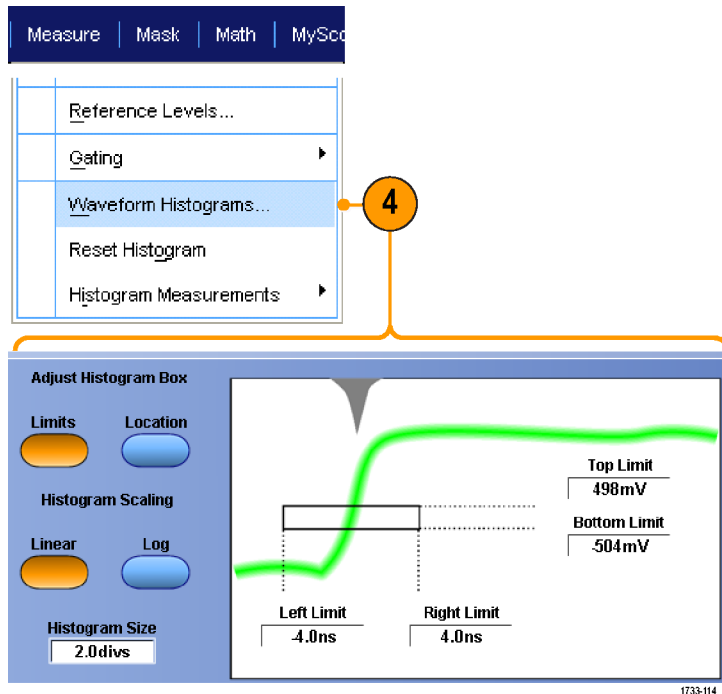 Measure | Mask | Math | MySco
Reference Levels...
Gating
Waveform Histograms...
4
Reset Histogram
Histogram Measurements
Adjust Histogram Box
Limits Location
Histogram Scaling
Linear Log
Histogram Size
2.0divs
Top Limit
498mV
Bottom Limit
-504mV
Left Limit Right Limit
-4.0ns 4.0ns
1733-114